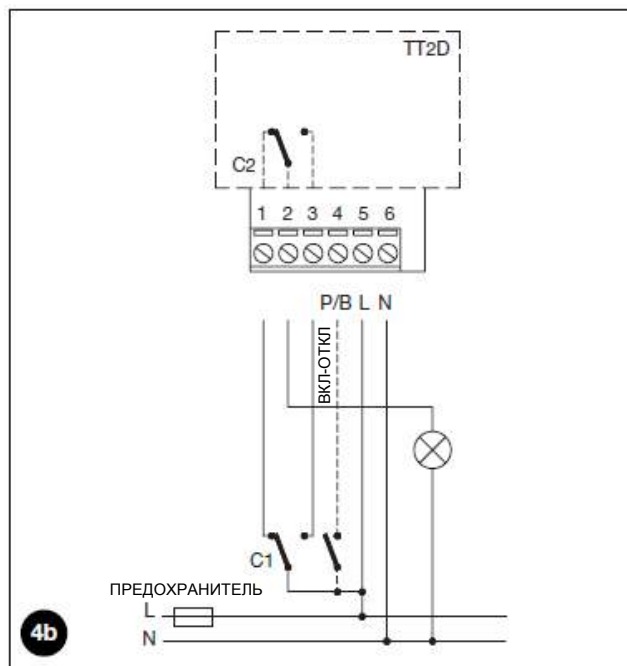 TT2D
C2
1 2 3 4 5 6
P/B L N
ВКЛ-ОТКЛ
C1
ПРЕДОХРАНИТЕЛЬ
L
N
4b